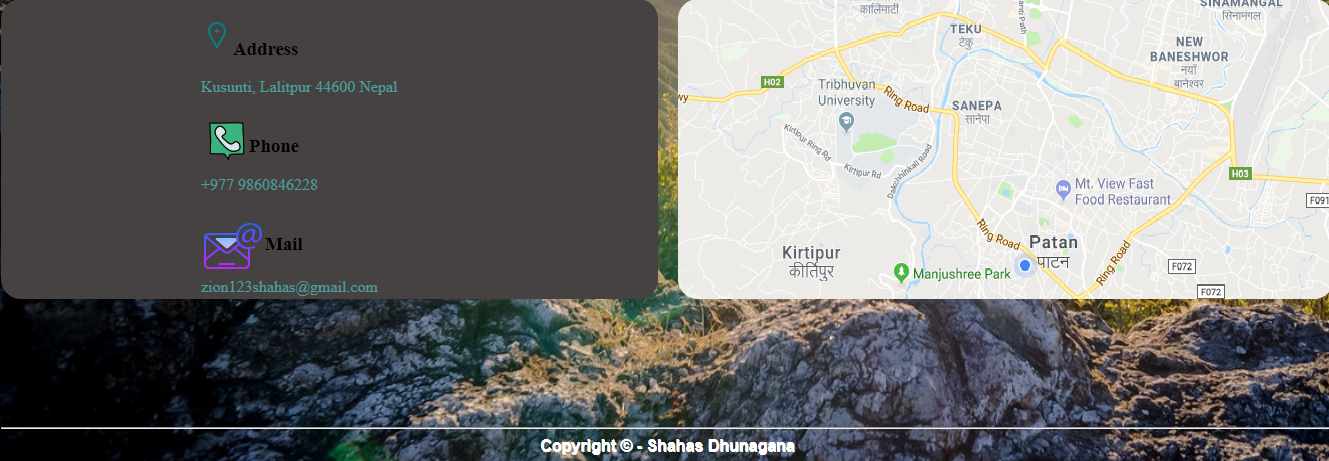 Address
Kusunti, Lalitpur 44600 Nepal
Phone
+977 9860846228
Mail
zion123shahas@gmail.com
कालिमाटी
TEKU
टेकु
SINAMANGAL
सिनामंगल
NEW
BANESHWOR
नयाँ
बानेश्वर
H02
Tribhuvan
University
Ring Road
SANEPA
सानेपा
Kirtipur Ring Rd
Kirtipur Rd
Dakchhinkali Road
H03
Mt. View Fast
Food Restaurant
F091
Ring Road
Patan
पाटन
Ring Road
Kirtipur
कीर्तिपुर
Manjushree Park
F072
F072
Copyright © - Shahas Dhunagana